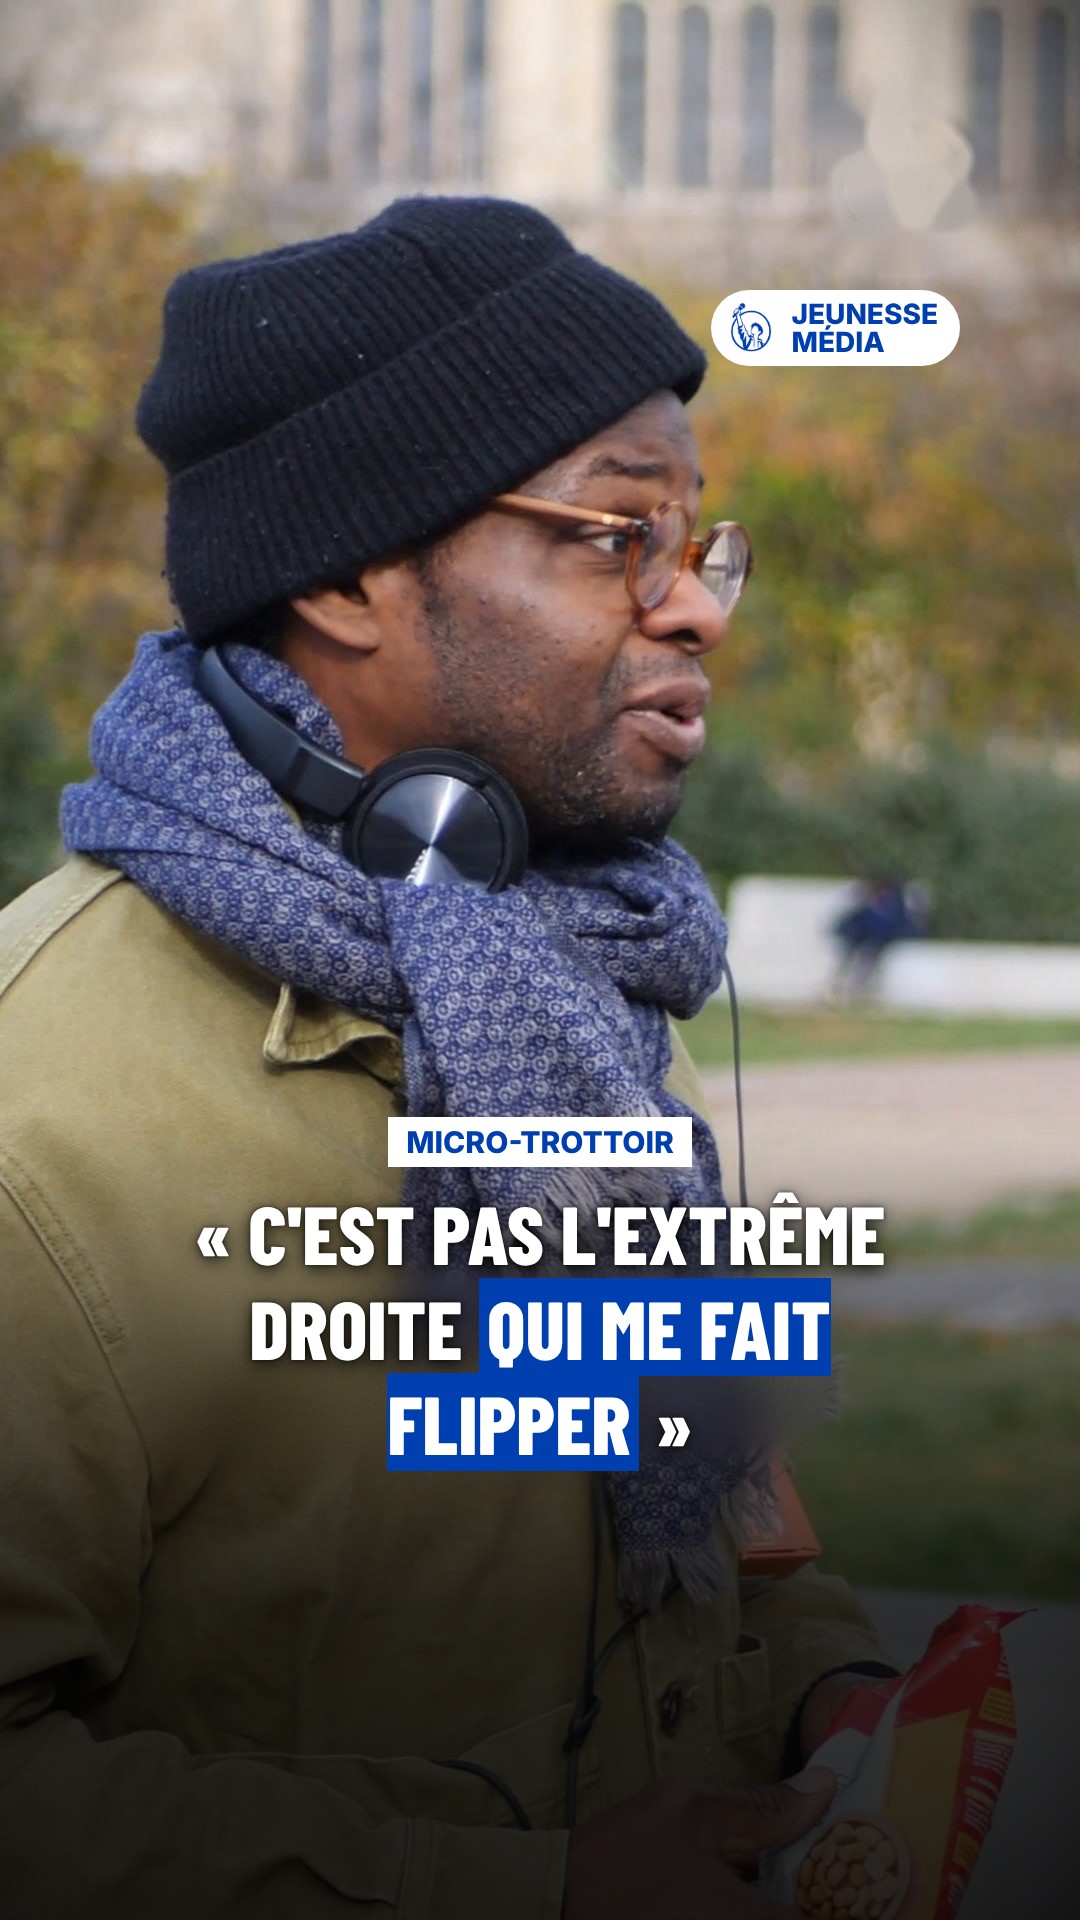 JEUNESSE
MÉDIA
MICRO-TROTTOIR
« C'EST PAS L'EXTRÊME
DROITE QUI ME FAIT
FLIPPER »